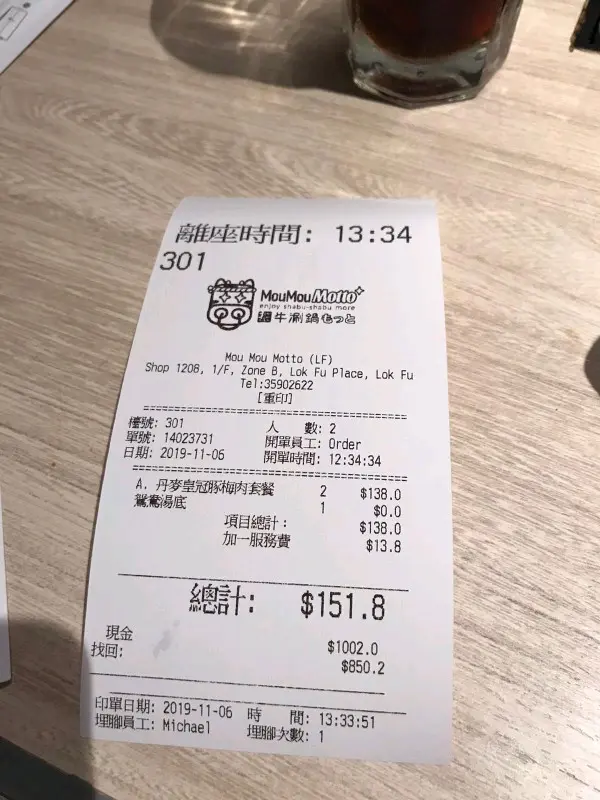 離座時間: 13:34
301
MouMouMotto
enjoy shabu-shabu more
牛涮鍋もっと
Mou Mou Motto (LF)
Shop 1208, 1/F, Zone B, Lok Fu Place, Lok Fu
Tel:35902622
[重印]
檯號: 301 人 數: 2
單號: 14023731 開單員工: Order
日期: 2019-11-06 開單時間: 12:34:34
A. 丹麥皇冠豚梅肉套餐 2 $138.0
鴛鴦湯底 1 $0.0
項目總計: $138.0
加一服務費 $13.8
總計: $151.8
現金 $1002.0
找回: $850.2
印單日期: 2019-11-06 時 間: 13:33:51
埋腳員工: Michael 埋腳次數: 1